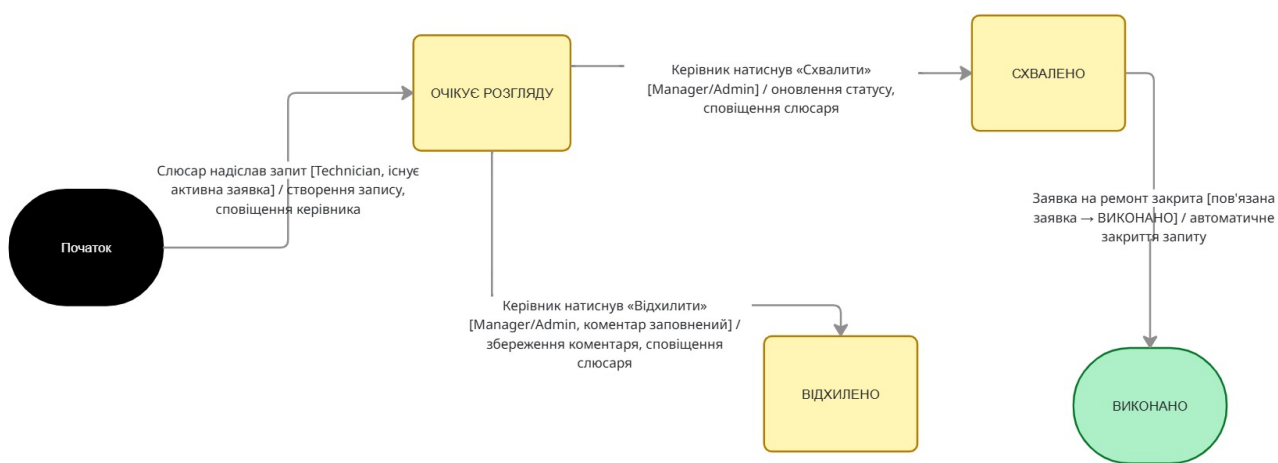 Початок
Слюсар надіслав запит [Technician, існує
активна заявка] / створення запису,
сповіщення керівника
ОЧІКУЄ РОЗГЛЯДУ
Керівник натиснув «Схвалити»
[Manager/Admin] / оновлення статусу,
сповіщення слюсаря
СХВАЛЕНО
Керівник натиснув «Відхилити»
[Manager/Admin, коментар заповнений] /
збереження коментаря, сповіщення
слюсаря
ВІДХИЛЕНО
Заявка на ремонт закрита [пов'язана
заявка → ВИКОНАНО] / автоматичне
закриття запиту
ВИКОНАНО